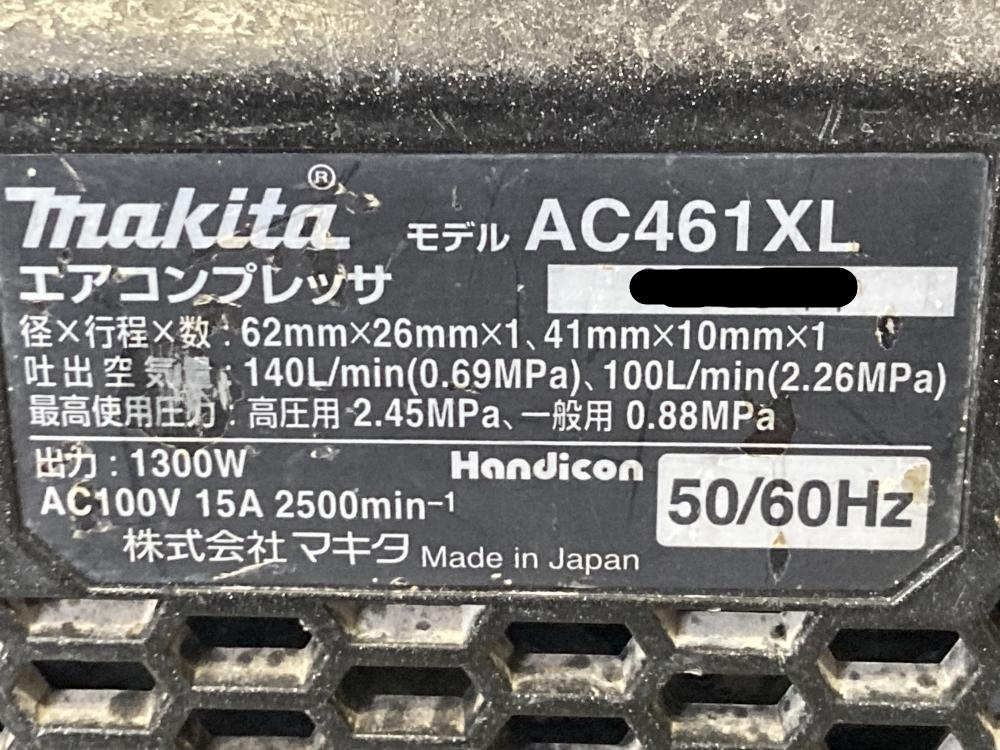 makita® モデル AC461XL
エアコンプレッサ
径×行程×数 : 62mm×26mm×1、41mm×10mm×1
吐出空気量 : 140L/min(0.69MPa)、100L/min(2.26MPa)
最高使用圧力 : 高圧用 2.45MPa、一般用 0.88MPa
出力 : 1300W Handicon
AC100V 15A 2500min⁻¹ 50/60Hz
株式会社マキタ Made in Japan